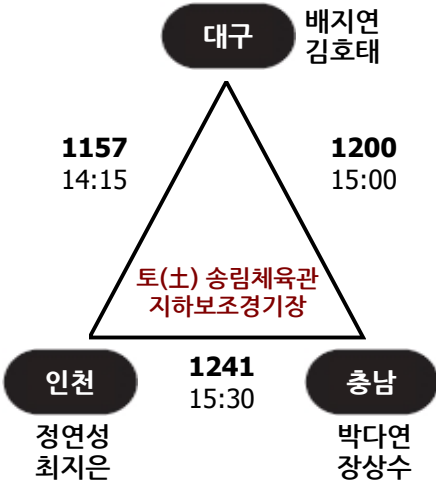 대구
배지연
김호태
1157
14:15
1200
15:00
토(土) 송림체육관
지하보조경기장
인천
1241
15:30
충남
정연성
최지은
박다연
장상수